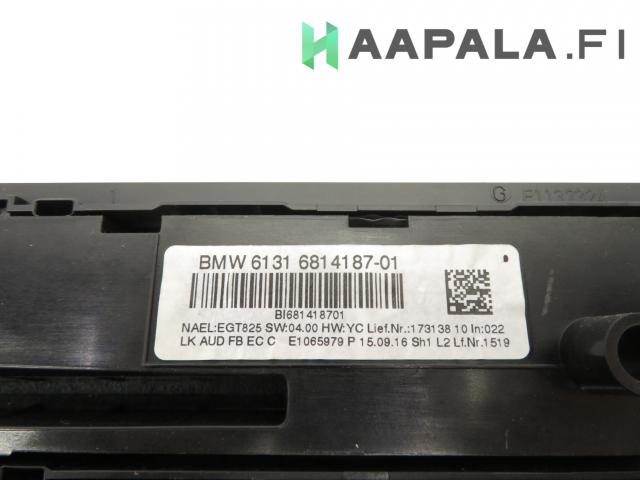 HAAPALA.FI
1 G
BMW 6131 6814187-01
BI681418701
NAEL:EGT825 SW:04.00 HW:YC Lief.Nr.:173138 10 In:022
LK AUD FB EC C E1065979 P 15.09.16 Sh1 L2 Lf.Nr.1519